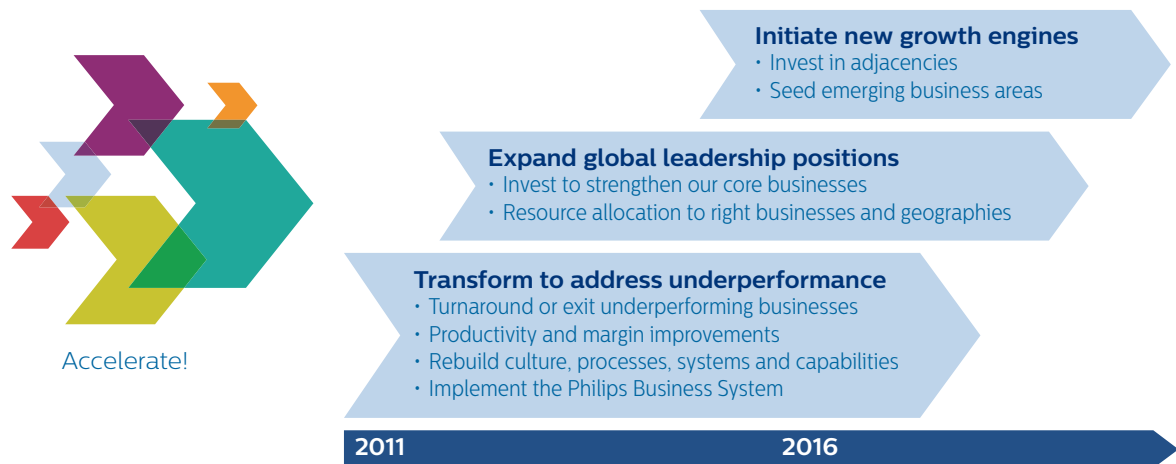 Initiate new growth engines
· Invest in adjacencies
· Seed emerging business areas
Expand global leadership positions
· Invest to strengthen our core businesses
· Resource allocation to right businesses and geographies
Transform to address underperformance
· Turnaround or exit underperforming businesses
· Productivity and margin improvements
· Rebuild culture, processes, systems and capabilities
· Implement the Philips Business System
Accelerate!
2011 2016